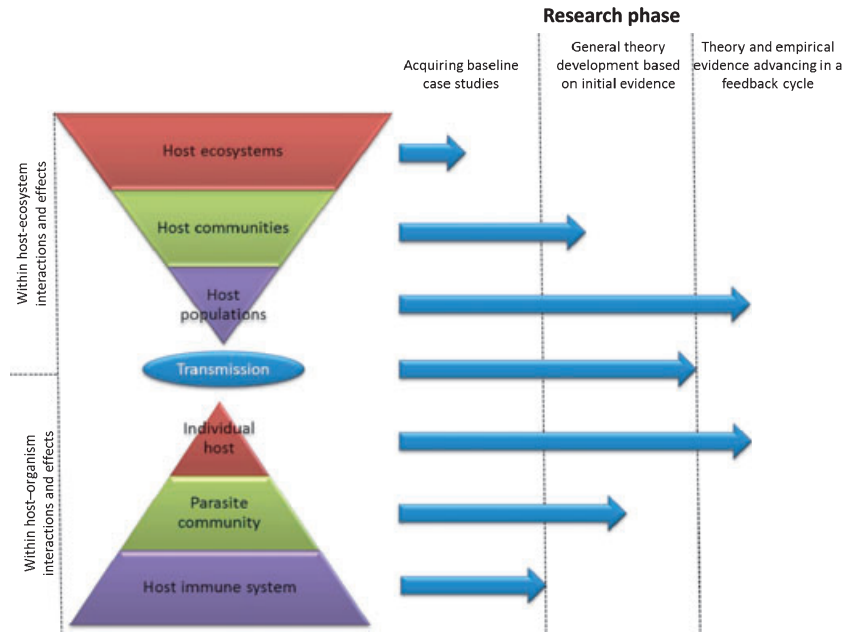 Research phase
Acquiring baseline
case studies
General theory
development based
on initial evidence
Theory and empirical
evidence advancing in a
feedback cycle
Within host-ecosystem
interactions and effects
Host ecosystems
Host communities
Host
populations
Transmission
Within host–organism
interactions and effects
Individual
host
Parasite
community
Host immune system